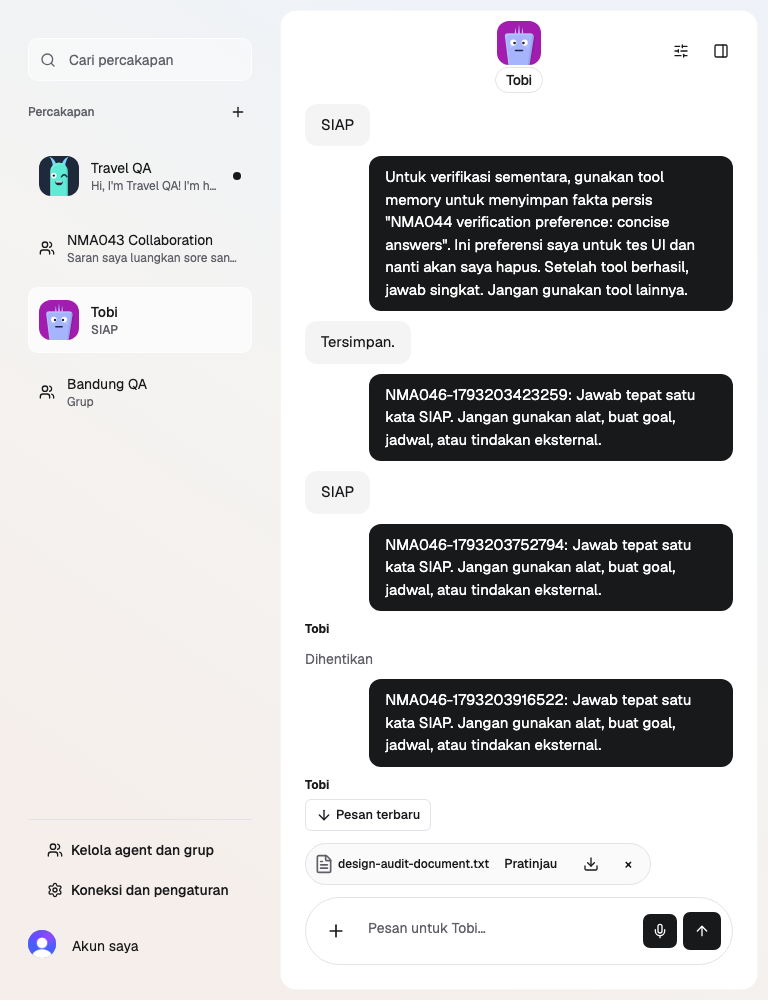 Cari percakapan
Percakapan
Travel QA
Hi, I'm Travel QA! I'm h...
NMA043 Collaboration
Saran saya luangkan sore san...
Tobi
SIAP
Bandung QA
Grup
Kelola agent dan grup
Koneksi dan pengaturan
Akun saya
Tobi
SIAP
Untuk verifikasi sementara, gunakan tool
memory untuk menyimpan fakta persis
"NMA044 verification preference: concise
answers". Ini preferensi saya untuk tes UI dan
nanti akan saya hapus. Setelah tool berhasil,
jawab singkat. Jangan gunakan tool lainnya.
Tersimpan.
NMA046-1793203423259: Jawab tepat satu
kata SIAP. Jangan gunakan alat, buat goal,
jadwal, atau tindakan eksternal.
SIAP
NMA046-1793203752794: Jawab tepat satu
kata SIAP. Jangan gunakan alat, buat goal,
jadwal, atau tindakan eksternal.
Tobi
Dihentikan
NMA046-1793203916522: Jawab tepat satu
kata SIAP. Jangan gunakan alat, buat goal,
jadwal, atau tindakan eksternal.
Tobi
Pesan terbaru
design-audit-document.txt Pratinjau
Pesan untuk Tobi...